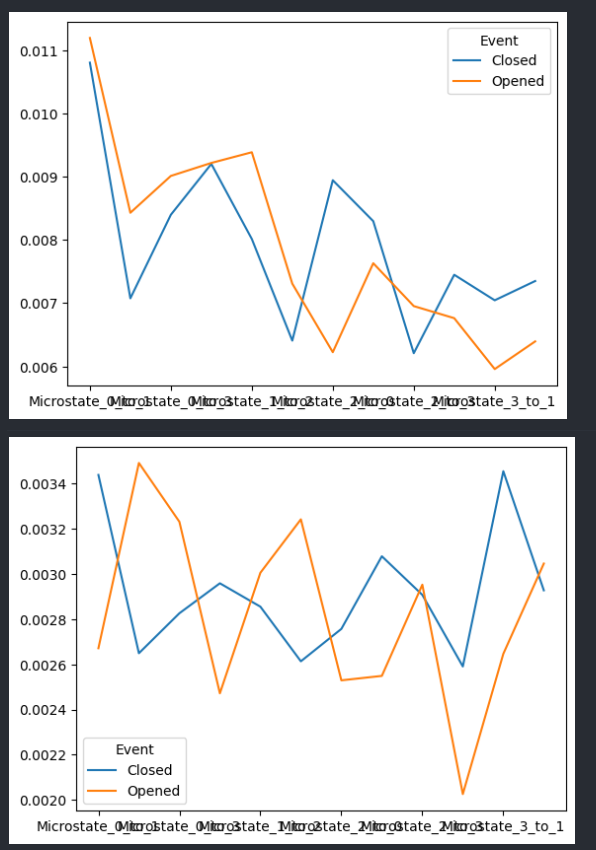 0.011
0.010
0.009
0.008
0.007
0.006
Event
Closed
Opened
Microstate_3_to_1
0.0034
0.0032
0.0030
0.0028
0.0026
0.0024
0.0022
0.0020
Event
Closed
Opened
Microstate_3_to_1